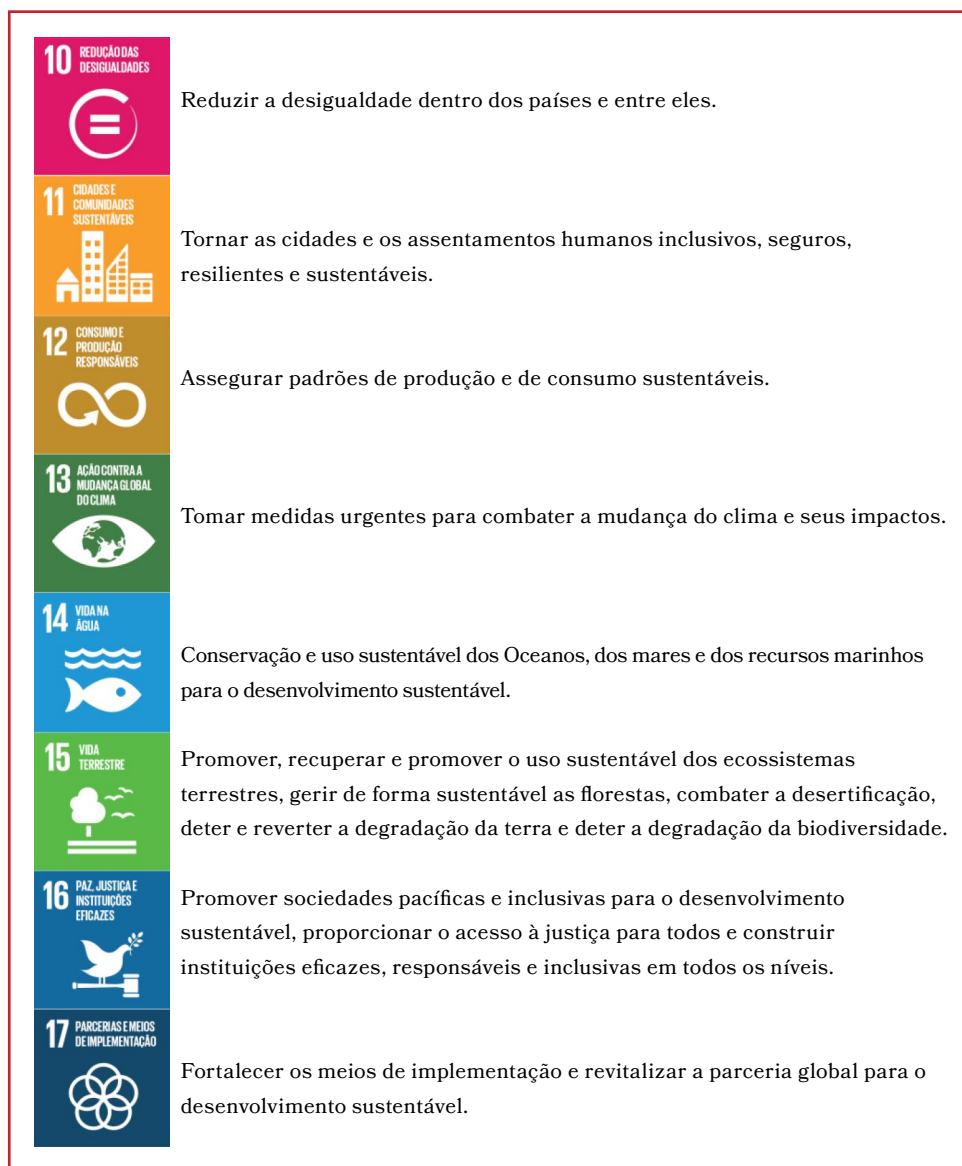 10 REDUÇÃO DAS
DESIGUALDADES
Reduzir a desigualdade dentro dos países e entre eles.
11 CIDADES E
COMUNIDADES
SUSTENTÁVEIS
Tornar as cidades e os assentamentos humanos inclusivos, seguros,
resilientes e sustentáveis.
12 CONSUMO E
PRODUÇÃO
RESPONSÁVEIS
Assegurar padrões de produção e de consumo sustentáveis.
13 AÇÃO CONTRA A
MUDANÇA GLOBAL
DO CLIMA
Tomar medidas urgentes para combater a mudança do clima e seus impactos.
14 VIDA NA
ÁGUA
Conservação e uso sustentável dos Oceanos, dos mares e dos recursos marinhos
para o desenvolvimento sustentável.
15 VIDA
TERRESTRE
Promover, recuperar e promover o uso sustentável dos ecossistemas
terrestres, gerir de forma sustentável as florestas, combater a desertificação,
deter e reverter a degradação da terra e deter a degradação da biodiversidade.
16 PAZ, JUSTIÇA E
INSTITUIÇÕES
EFICAZES
Promover sociedades pacíficas e inclusivas para o desenvolvimento
sustentável, proporcionar o acesso à justiça para todos e construir
instituições eficazes, responsáveis e inclusivas em todos os níveis.
17 PARCERIAS E MEIOS
DE IMPLEMENTAÇÃO
Fortalecer os meios de implementação e revitalizar a parceria global para o
desenvolvimento sustentável.